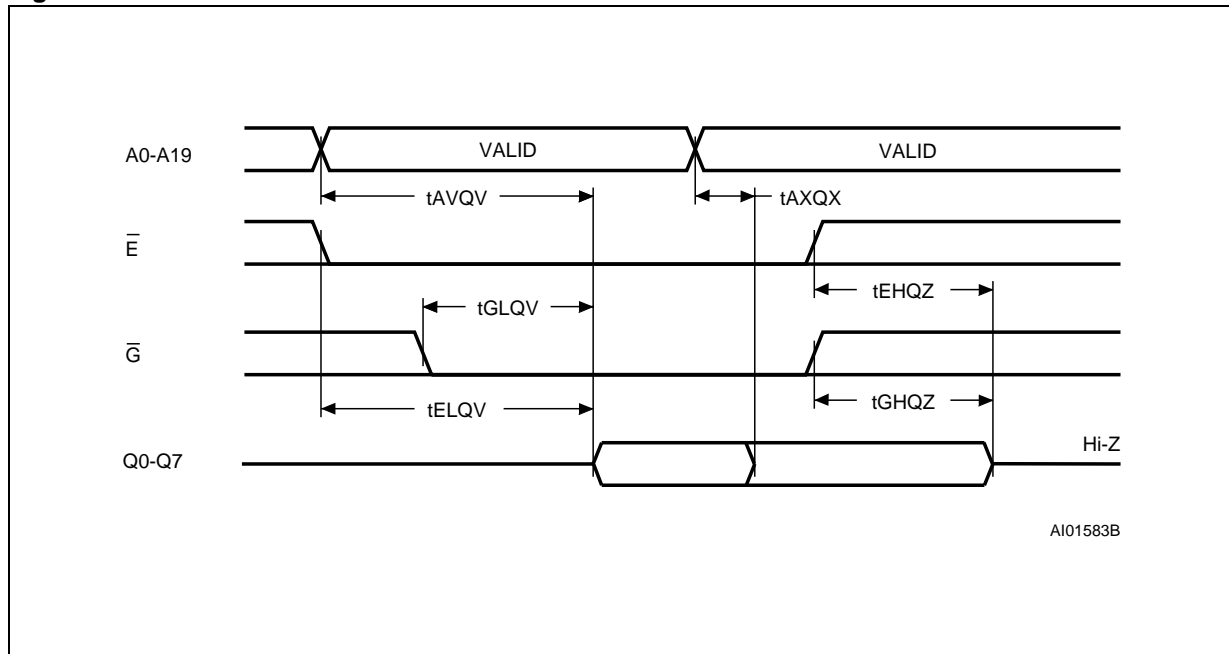 A0-A19 VALID VALID
tAVQV tAXQX
E̅
tEHQZ
tGLQV
G̅
tELQV tGHQZ
Q0-Q7 Hi-Z
AI01583B